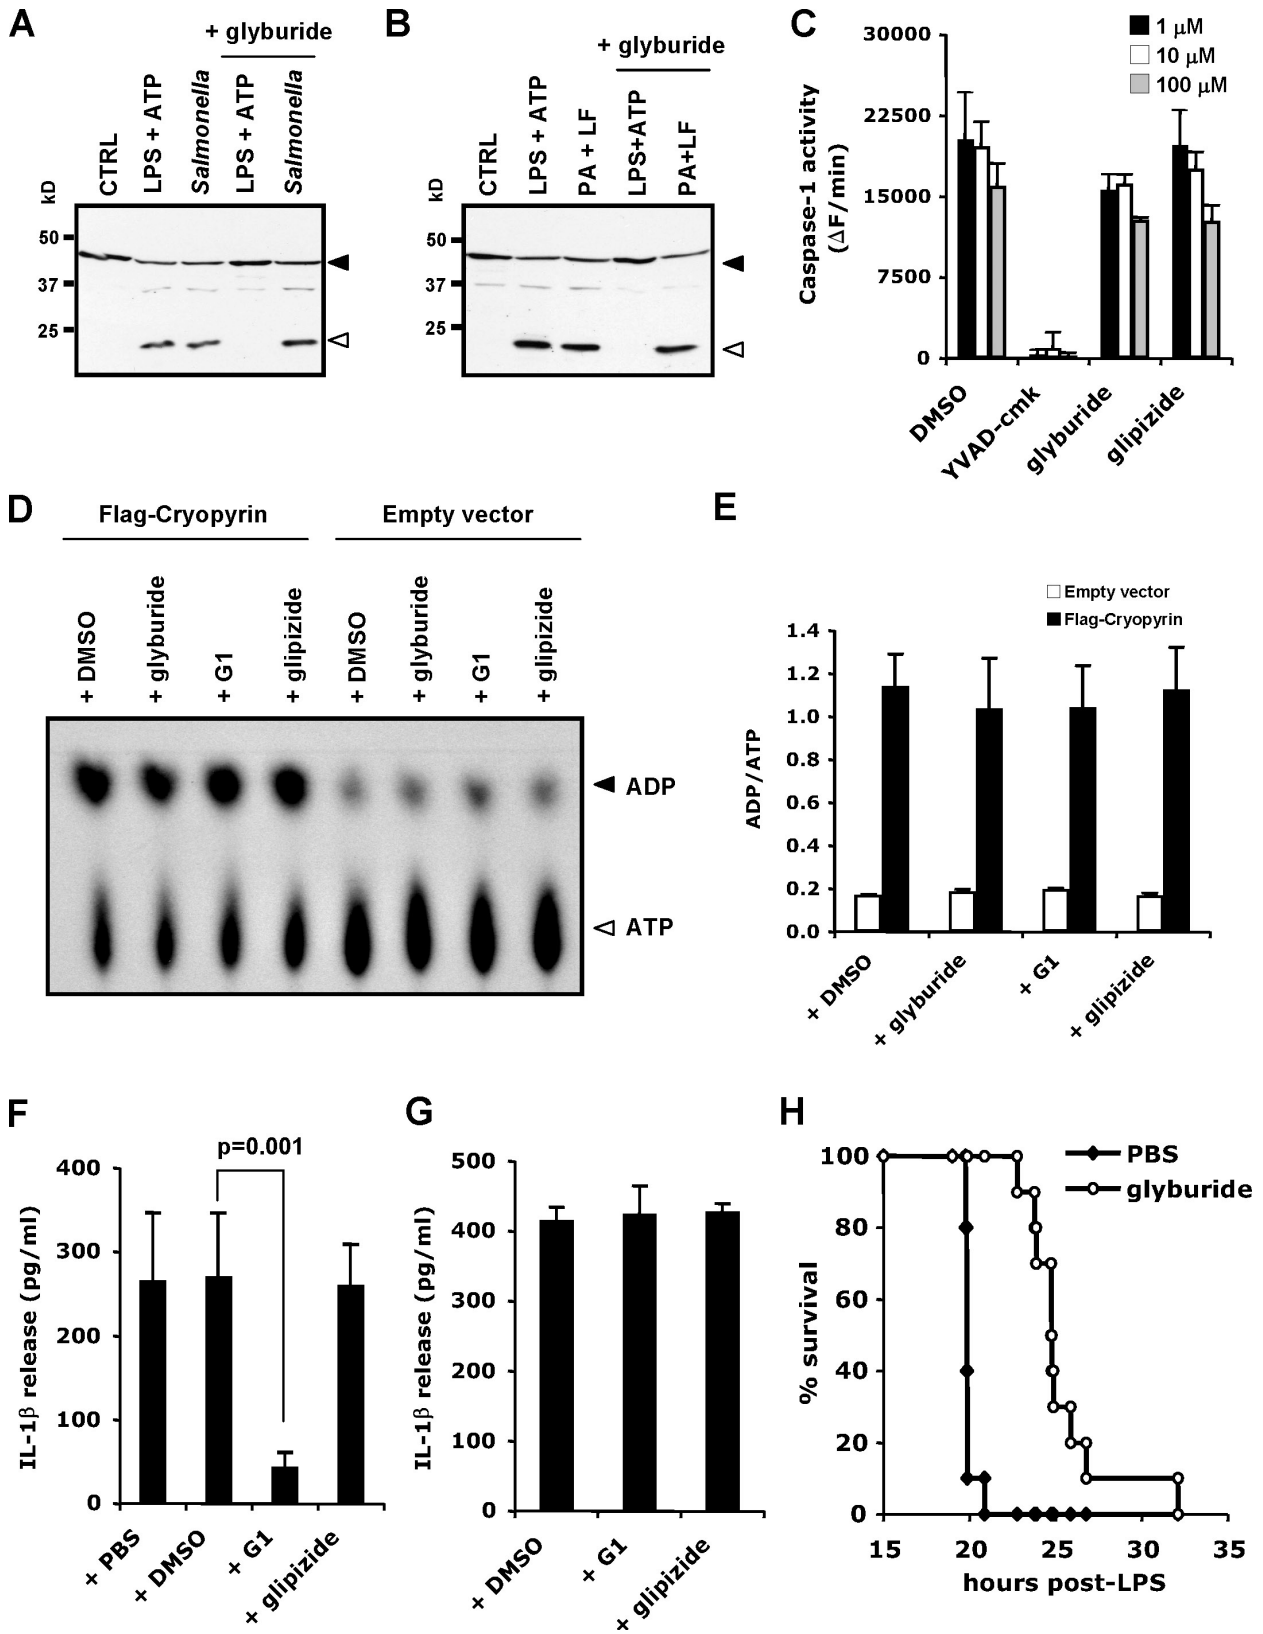 A
+ glyburide
CTRL
LPS + ATP
Salmonella
LPS + ATP
Salmonella
kD
50
37
25
B
+ glyburide
CTRL
LPS + ATP
PA + LF
LPS+ATP
PA+LF
kD
50
37
25
C
1 µM
10 µM
100 µM
Caspase-1 activity
(ΔF/min)
30000
22500
15000
7500
0
DMSO
YVAD-cmk
glyburide
glipizide
D
Flag-Cryopyrin
Empty vector
+ DMSO
+ glyburide
+ G1
+ glipizide
+ DMSO
+ glyburide
+ G1
+ glipizide
ADP
ATP
E
Empty vector
Flag-Cryopyrin
ADP/ATP
1.4
1.2
1.0
0.8
0.6
0.4
0.2
0.0
+ DMSO
+ glyburide
+ G1
+ glipizide
F
p=0.001
IL-1β release (pg/ml)
400
300
200
100
0
+ PBS
+ DMSO
+ G1
+ glipizide
G
IL-1β release (pg/ml)
500
400
300
200
100
0
+ DMSO
+ G1
+ glipizide
H
PBS
glyburide
% survival
100
80
60
40
20
0
15
20
25
30
35
hours post-LPS